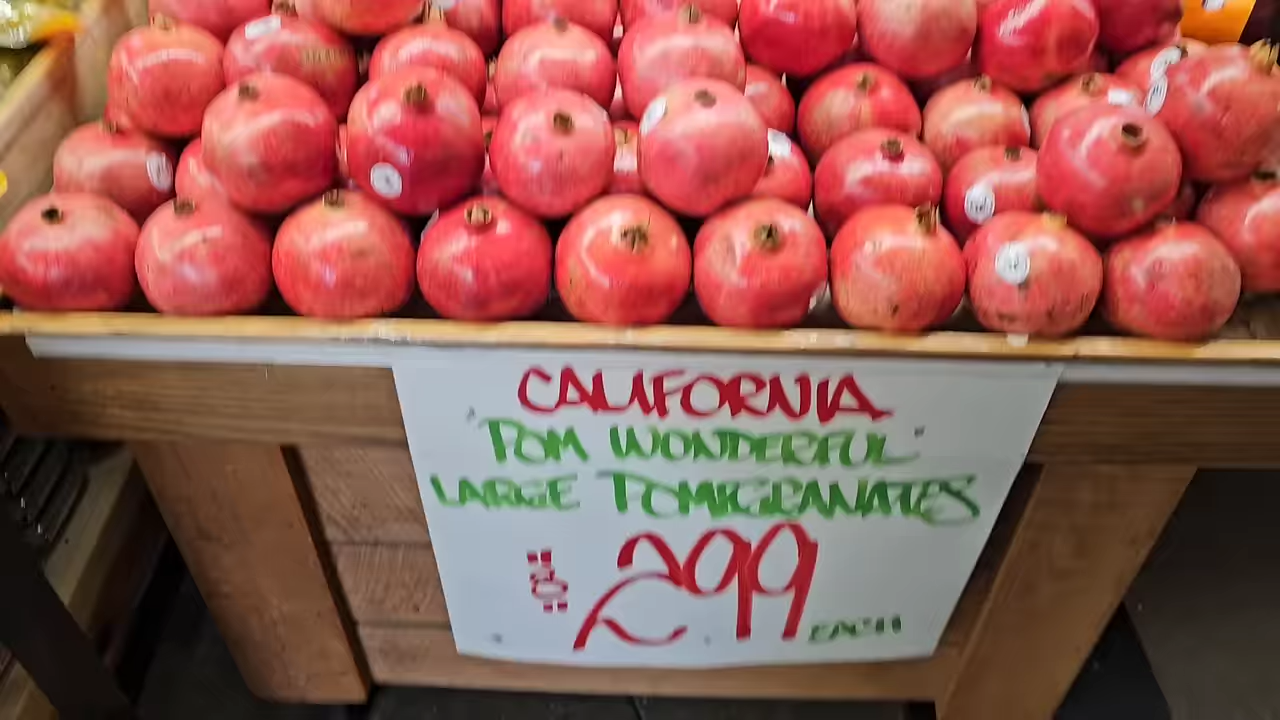 CALIFORNIA
"POM WONDERFUL"
LARGE POMEGRANATES
299 EACH